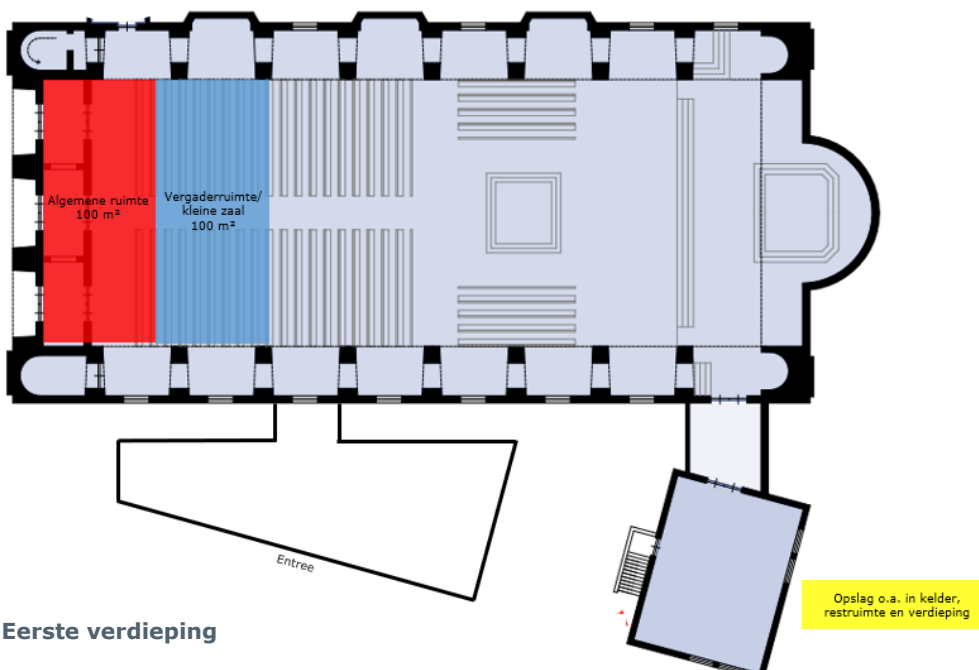 Algemene ruimte
100 m²
Vergaderruimte/
kleine zaal
100 m²
Entree
Opslag o.a. in kelder,
restruimte en verdieping
Eerste verdieping